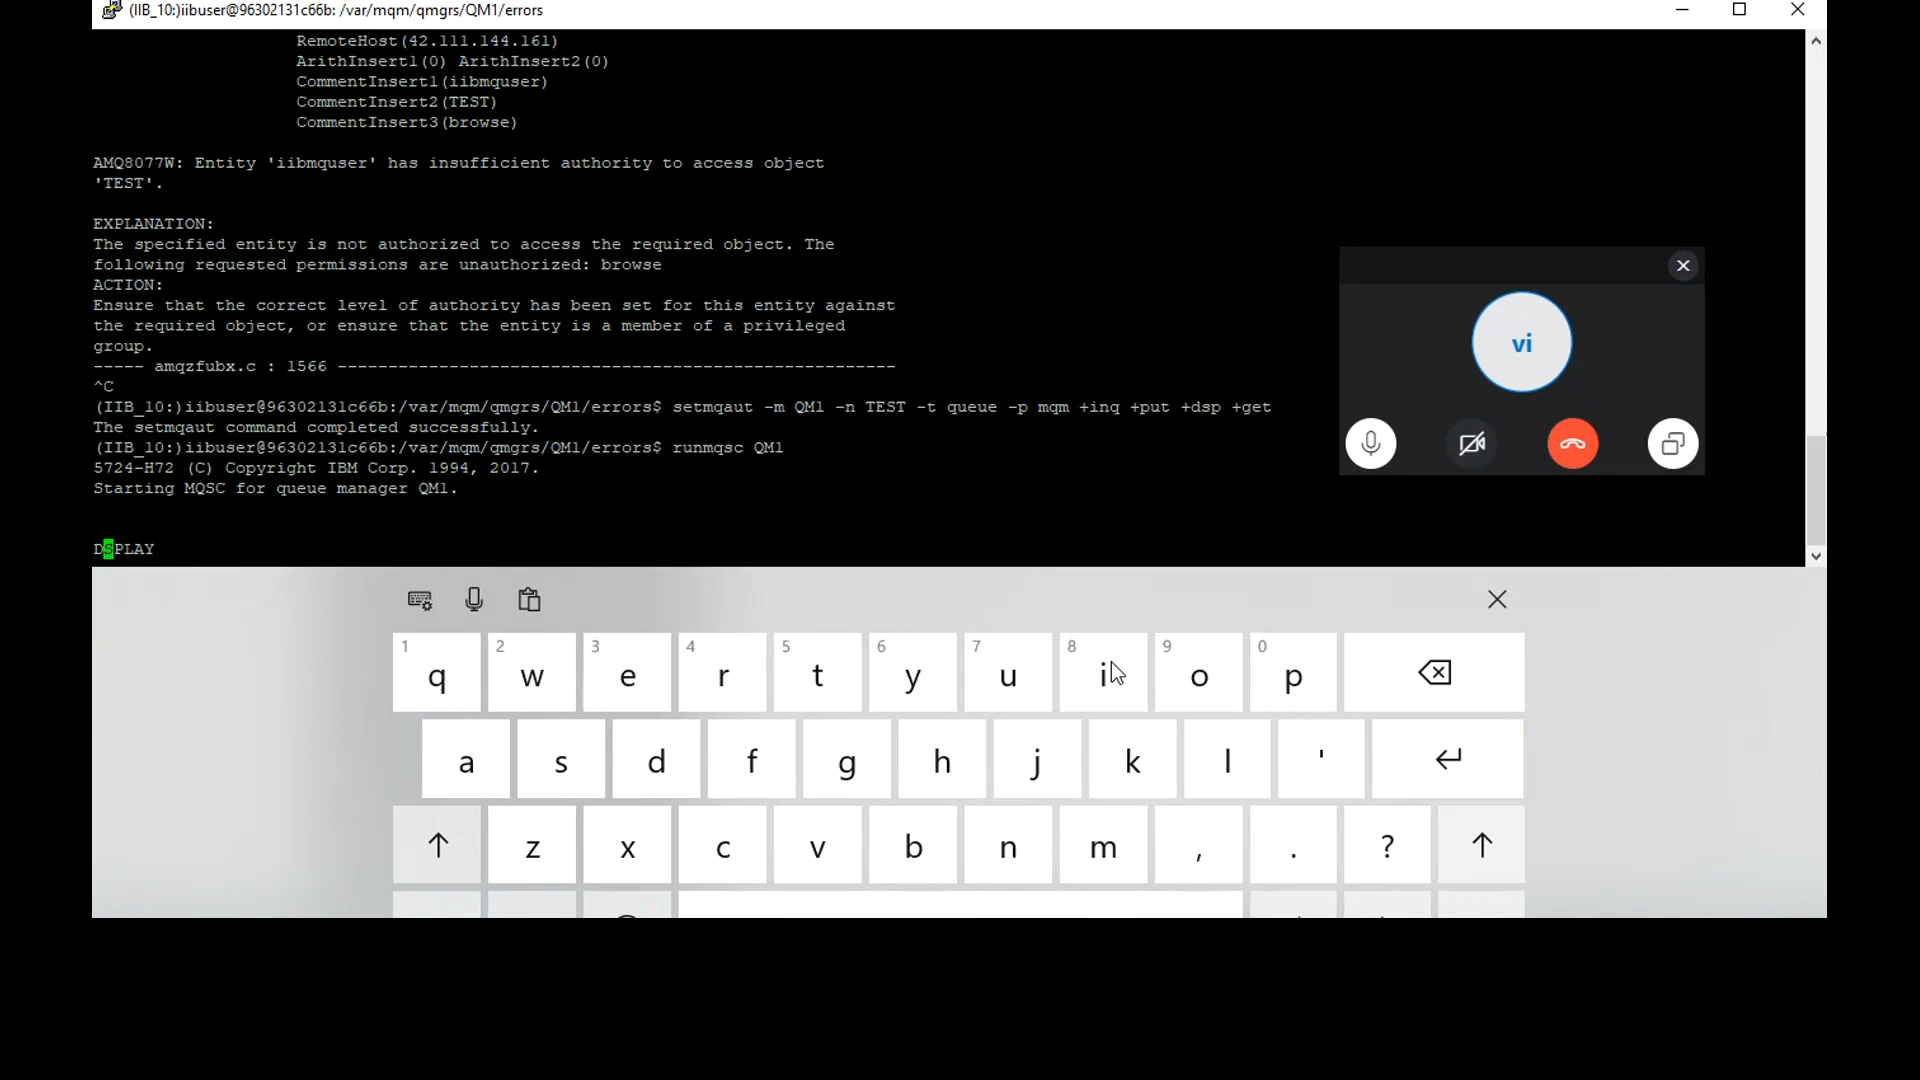 (IIB_10:)iibuser@96302131c66b: /var/mqm/qmgrs/QM1/errors
RemoteHost(42.111.144.161)
ArithInsert1(0) ArithInsert2(0)
CommentInsert1(iibmquser)
CommentInsert2(TEST)
CommentInsert3(browse)
AMQ8077W: Entity 'iibmquser' has insufficient authority to access object
'TEST'.
EXPLANATION:
The specified entity is not authorized to access the required object. The
following requested permissions are unauthorized: browse
ACTION:
Ensure that the correct level of authority has been set for this entity against
the required object, or ensure that the entity is a member of a privileged
group.
----- amqzfubx.c : 1566 -------------------------------------------------------
^C
(IIB_10:)iibuser@96302131c66b:/var/mqm/qmgrs/QM1/errors$ setmqaut -m QM1 -n TEST -t queue -p mqm +inq +put +dsp +get
The setmqaut command completed successfully.
(IIB_10:)iibuser@96302131c66b:/var/mqm/qmgrs/QM1/errors$ runmqsc QM1
5724-H72 (C) Copyright IBM Corp. 1994, 2017.
Starting MQSC for queue manager QM1.
DSPLAY
vi
1 2 3 4 5 6 7 8 9 0
q w e r t y u i o p
a s d f g h j k l '
z x c v b n m , . ?